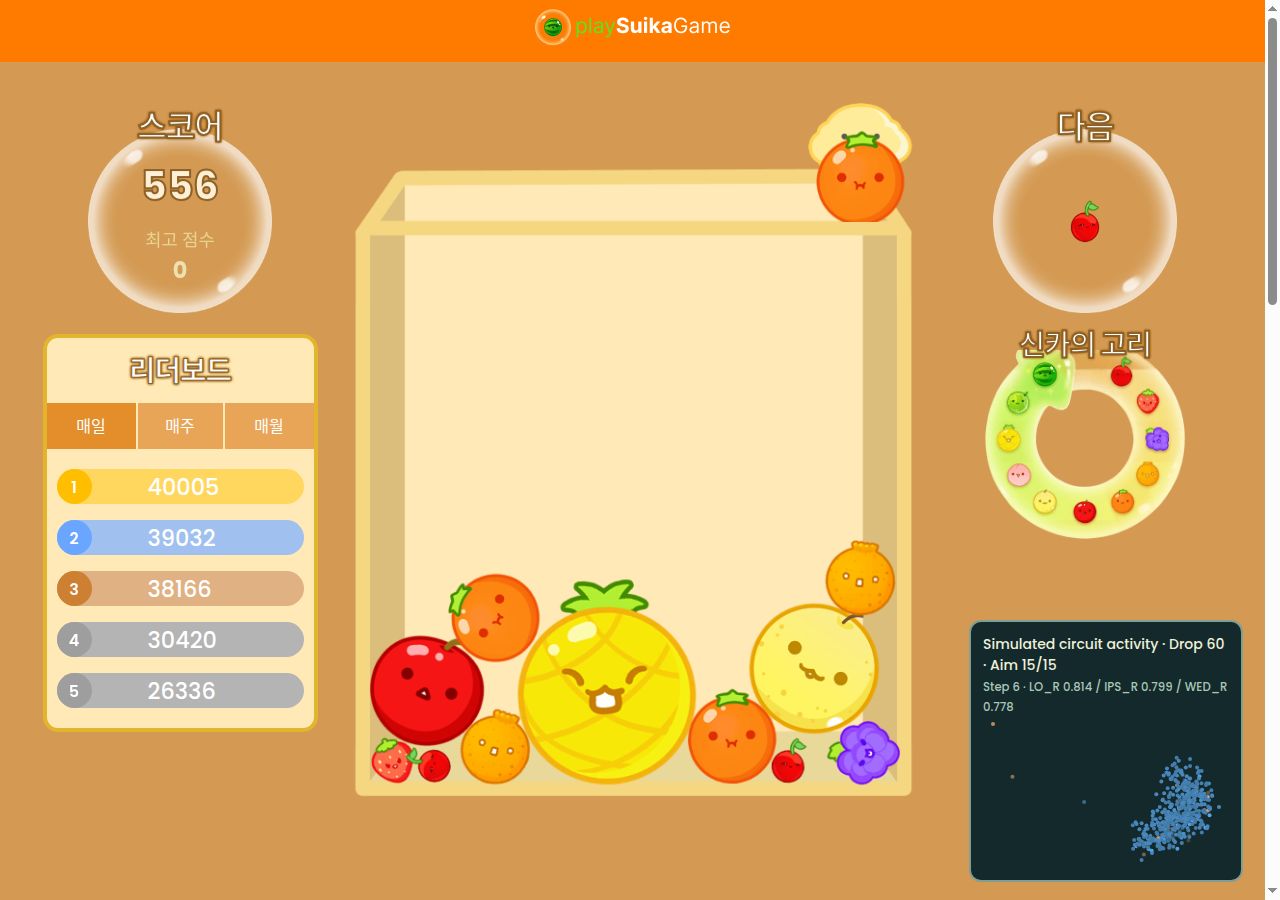 playSuikaGame
스코어
556
최고 점수
0
다음
리더보드
매일 매주 매월
1 40005
2 39032
3 38166
4 30420
5 26336
신카의 고리
Simulated circuit activity · Drop 60
· Aim 15/15
Step 6 · LO_R 0.814 / IPS_R 0.799 / WED_R
0.778